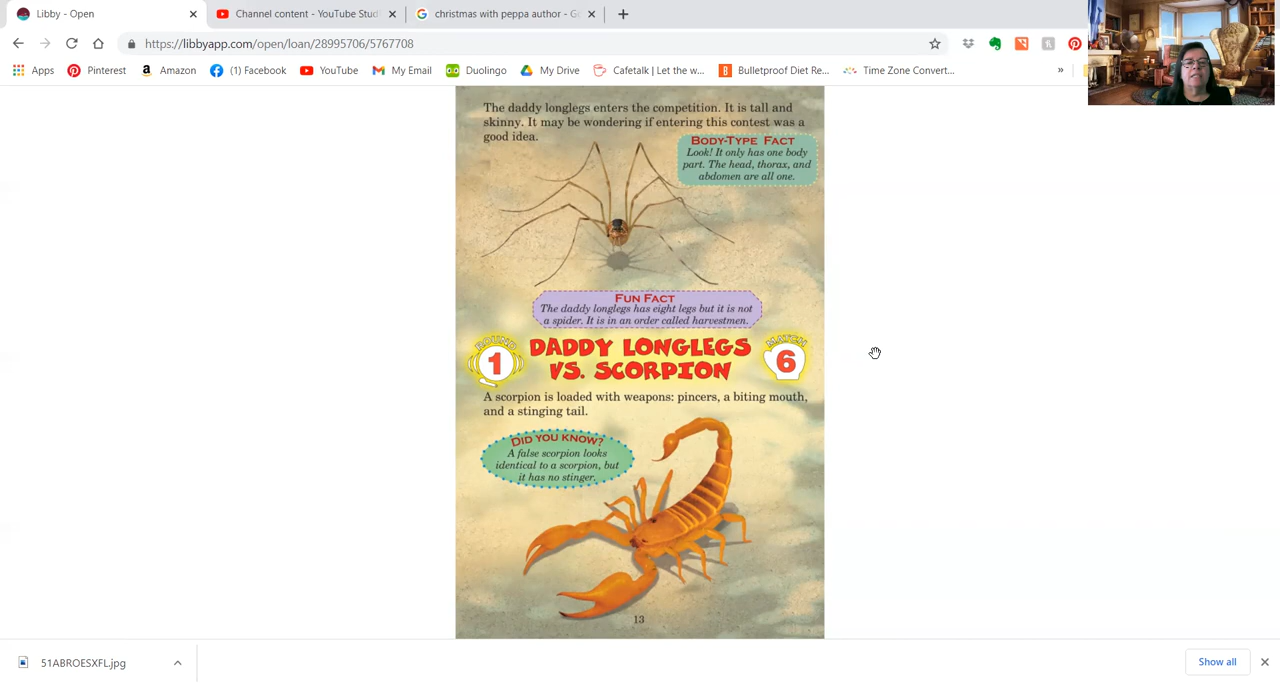 Libby - Open
Channel content - YouTube Stud
christmas with peppa author - G
https://libbyapp.com/open/loan/28995706/5767708
Apps
Pinterest
Amazon
(1) Facebook
YouTube
My Email
Duolingo
My Drive
Cafetalk | Let the w...
Bulletproof Diet Re...
Time Zone Convert...
»
The daddy longlegs enters the competition. It is tall and
skinny. It may be wondering if entering this contest was a
good idea.
BODY-TYPE FACT
Look! It only has one body
part. The head, thorax, and
abdomen are all one.
FUN FACT
The daddy longlegs has eight legs but it is not
a spider. It is in an order called harvestmen.
ROUND
1
DADDY LONGLEGS
VS. SCORPION
MATCH
6
A scorpion is loaded with weapons: pincers, a biting mouth,
and a stinging tail.
DID YOU KNOW?
A false scorpion looks
identical to a scorpion, but
it has no stinger.
13
51ABROESXFL.jpg
Show all